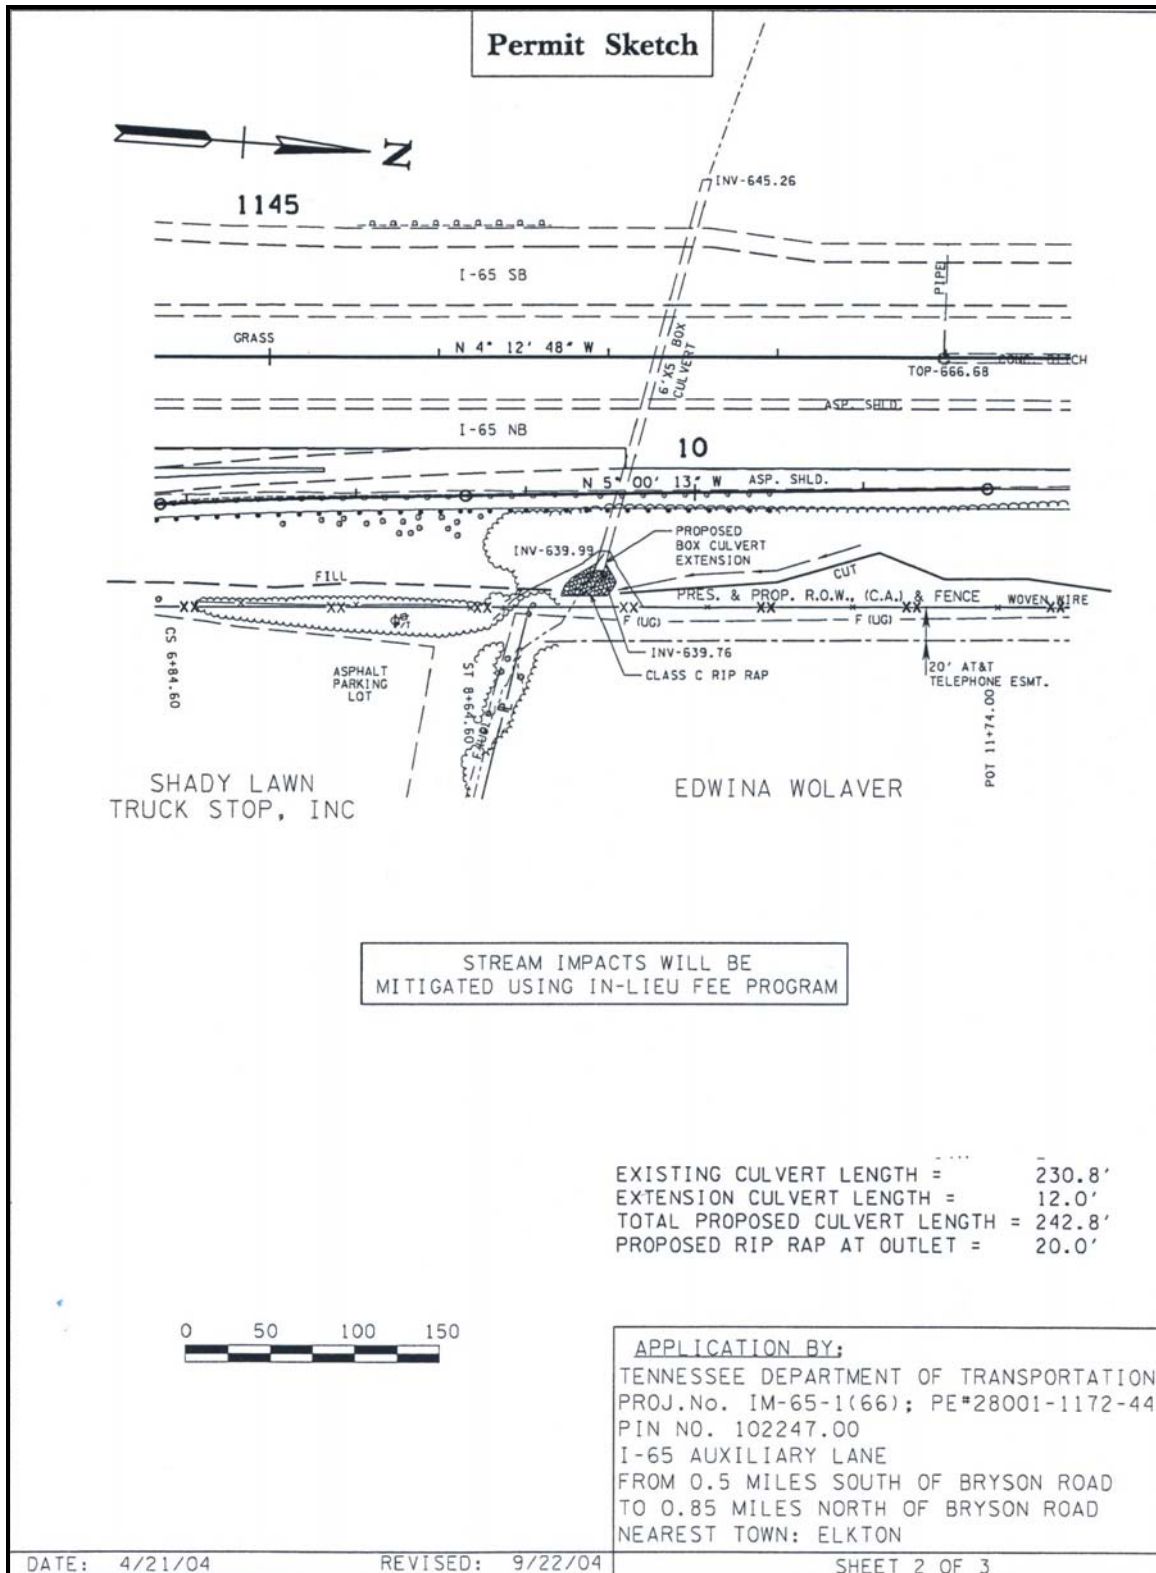 Permit Sketch
N
INV-645.26
1145
I-65 SB
PIPE
GRASS
N 4° 12' 48" W
6'X5' BOX
CULVERT
CONC. DITCH
TOP-666.68
ASP. SHLD.
I-65 NB
10
N 5° 00' 13" W
ASP. SHLD.
PROPOSED
BOX CULVERT
EXTENSION
INV-639.99
FILL
CUT
PRES. & PROP. R.O.W., (C.A.) & FENCE
WOVEN WIRE
F (UG)
F (UG)
INV-639.76
CLASS C RIP RAP
20' AT&T
TELEPHONE ESMT.
CS 6+84.60
ASPHALT
PARKING
LOT
ST 8+64.60
POT 11+74.00
SHADY LAWN
TRUCK STOP, INC
EDWINA WOLAVER
STREAM IMPACTS WILL BE
MITIGATED USING IN-LIEU FEE PROGRAM
EXISTING CULVERT LENGTH = 230.8'
EXTENSION CULVERT LENGTH = 12.0'
TOTAL PROPOSED CULVERT LENGTH = 242.8'
PROPOSED RIP RAP AT OUTLET = 20.0'
0 50 100 150
APPLICATION BY:
TENNESSEE DEPARTMENT OF TRANSPORTATION
PROJ.No. IM-65-1(66); PE#28001-1172-44
PIN NO. 102247.00
I-65 AUXILIARY LANE
FROM 0.5 MILES SOUTH OF BRYSON ROAD
TO 0.85 MILES NORTH OF BRYSON ROAD
NEAREST TOWN: ELKTON
DATE: 4/21/04 REVISED: 9/22/04 SHEET 2 OF 3